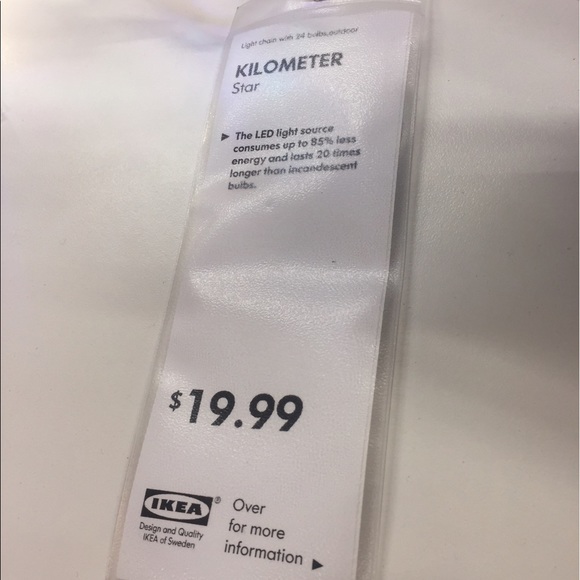 Light chain with 24 bulbs,outdoor
KILOMETER
Star
► The LED light source
consumes up to 85% less
energy and lasts 20 times
longer than incandescent
bulbs.
$19.99
IKEA®
Design and Quality
IKEA of Sweden
Over
for more
information ►